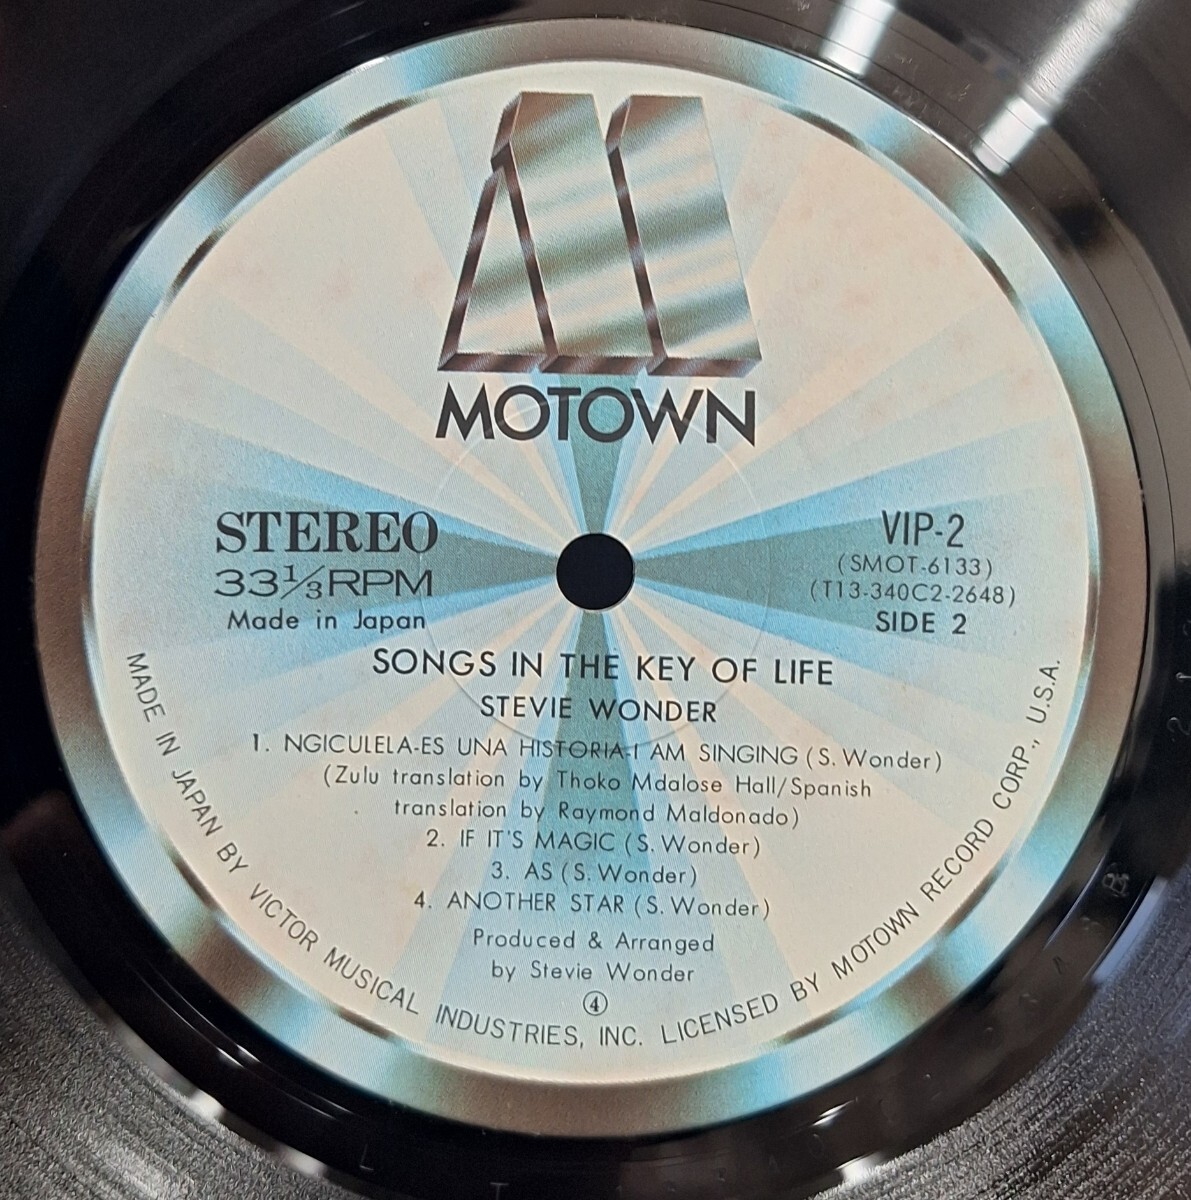 MOTOWN
STEREO
33⅓RPM
Made in Japan
VIP-2
(SMOT-6133)
(T13-340C2-2648)
SIDE 2
SONGS IN THE KEY OF LIFE
STEVIE WONDER
1. NGICULELA-ES UNA HISTORIA-I AM SINGING (S. Wonder)
(Zulu translation by Thoko Mdalose Hall/Spanish
translation by Raymond Maldonado)
2. IF IT'S MAGIC (S. Wonder)
3. AS (S. Wonder)
4. ANOTHER STAR (S. Wonder)
Produced & Arranged
by Stevie Wonder
④
MADE IN JAPAN BY VICTOR MUSICAL INDUSTRIES, INC. LICENSED BY MOTOWN RECORD CORP., U.S.A.